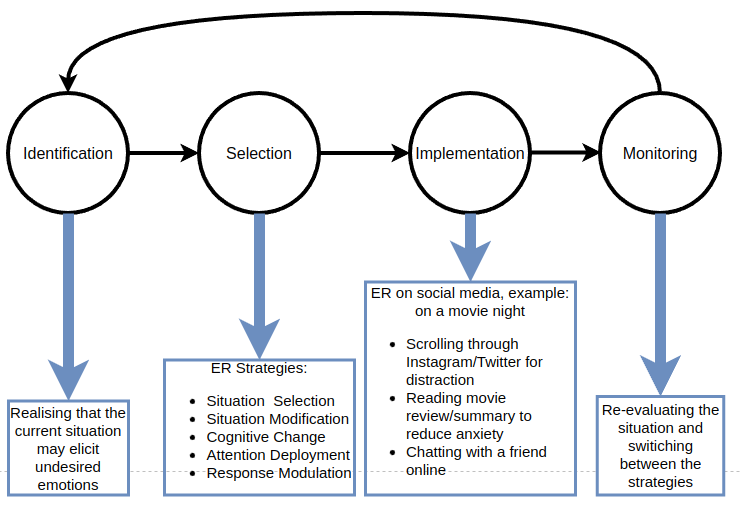 Identification
Selection
Implementation
Monitoring
Realising that the
current situation
may elicit
undesired
emotions
ER Strategies:
Situation Selection
Situation Modification
Cognitive Change
Attention Deployment
Response Modulation
ER on social media, example:
on a movie night
Scrolling through
Instagram/Twitter for
distraction
Reading movie
review/summary to
reduce anxiety
Chatting with a friend
online
Re-evaluating the
situation and
switiching
between the
strategies